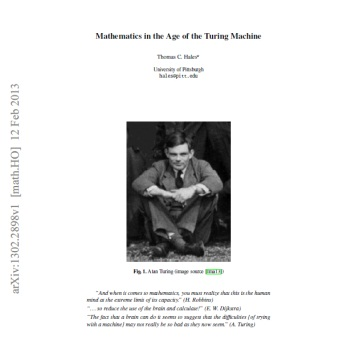 Mathematics in the Age of the Turing Machine
Thomas C. Hales*
University of Pittsburgh
hales@pitt.edu
arXiv:1302.2898v1 [math.HO] 12 Feb 2013
Fig. 1. Alan Turing (image source
"And when it comes to mathematics, you must realize that this is the human
mind at the extreme limit of its capacity." (H. Robbins)
". . . so reduce the use of the brain and calculate!" (E. W. Dijkstra)
"The fact that a brain can do it seems to suggest that the difficulties [of trying
with a machine] may not really be so bad as they now seem." (A. Turing)